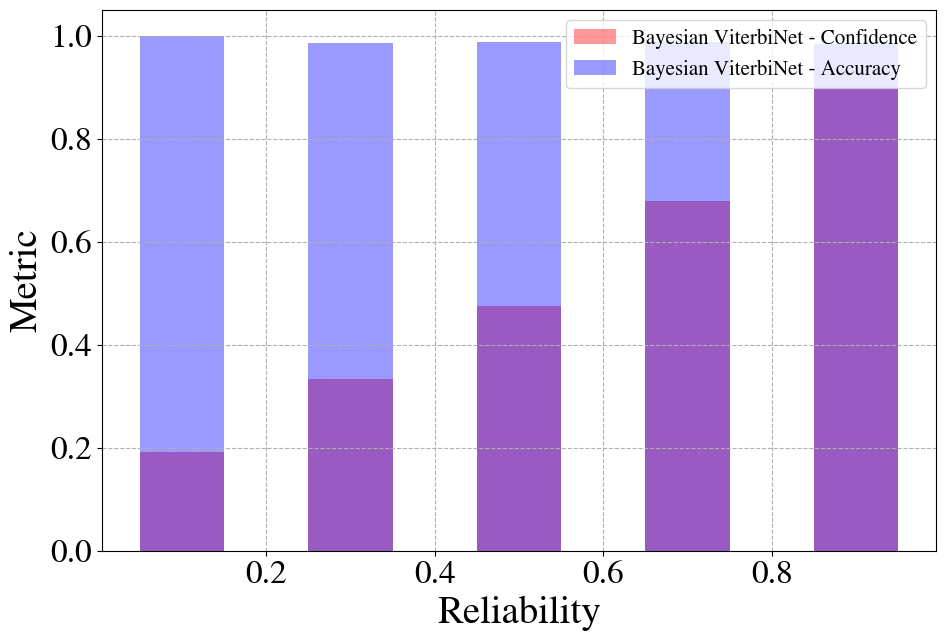 Bayesian ViterbiNet - Confidence
Bayesian ViterbiNet - Accuracy
Metric
1.0
0.8
0.6
0.4
0.2
0.0
0.2 0.4 0.6 0.8
Reliability